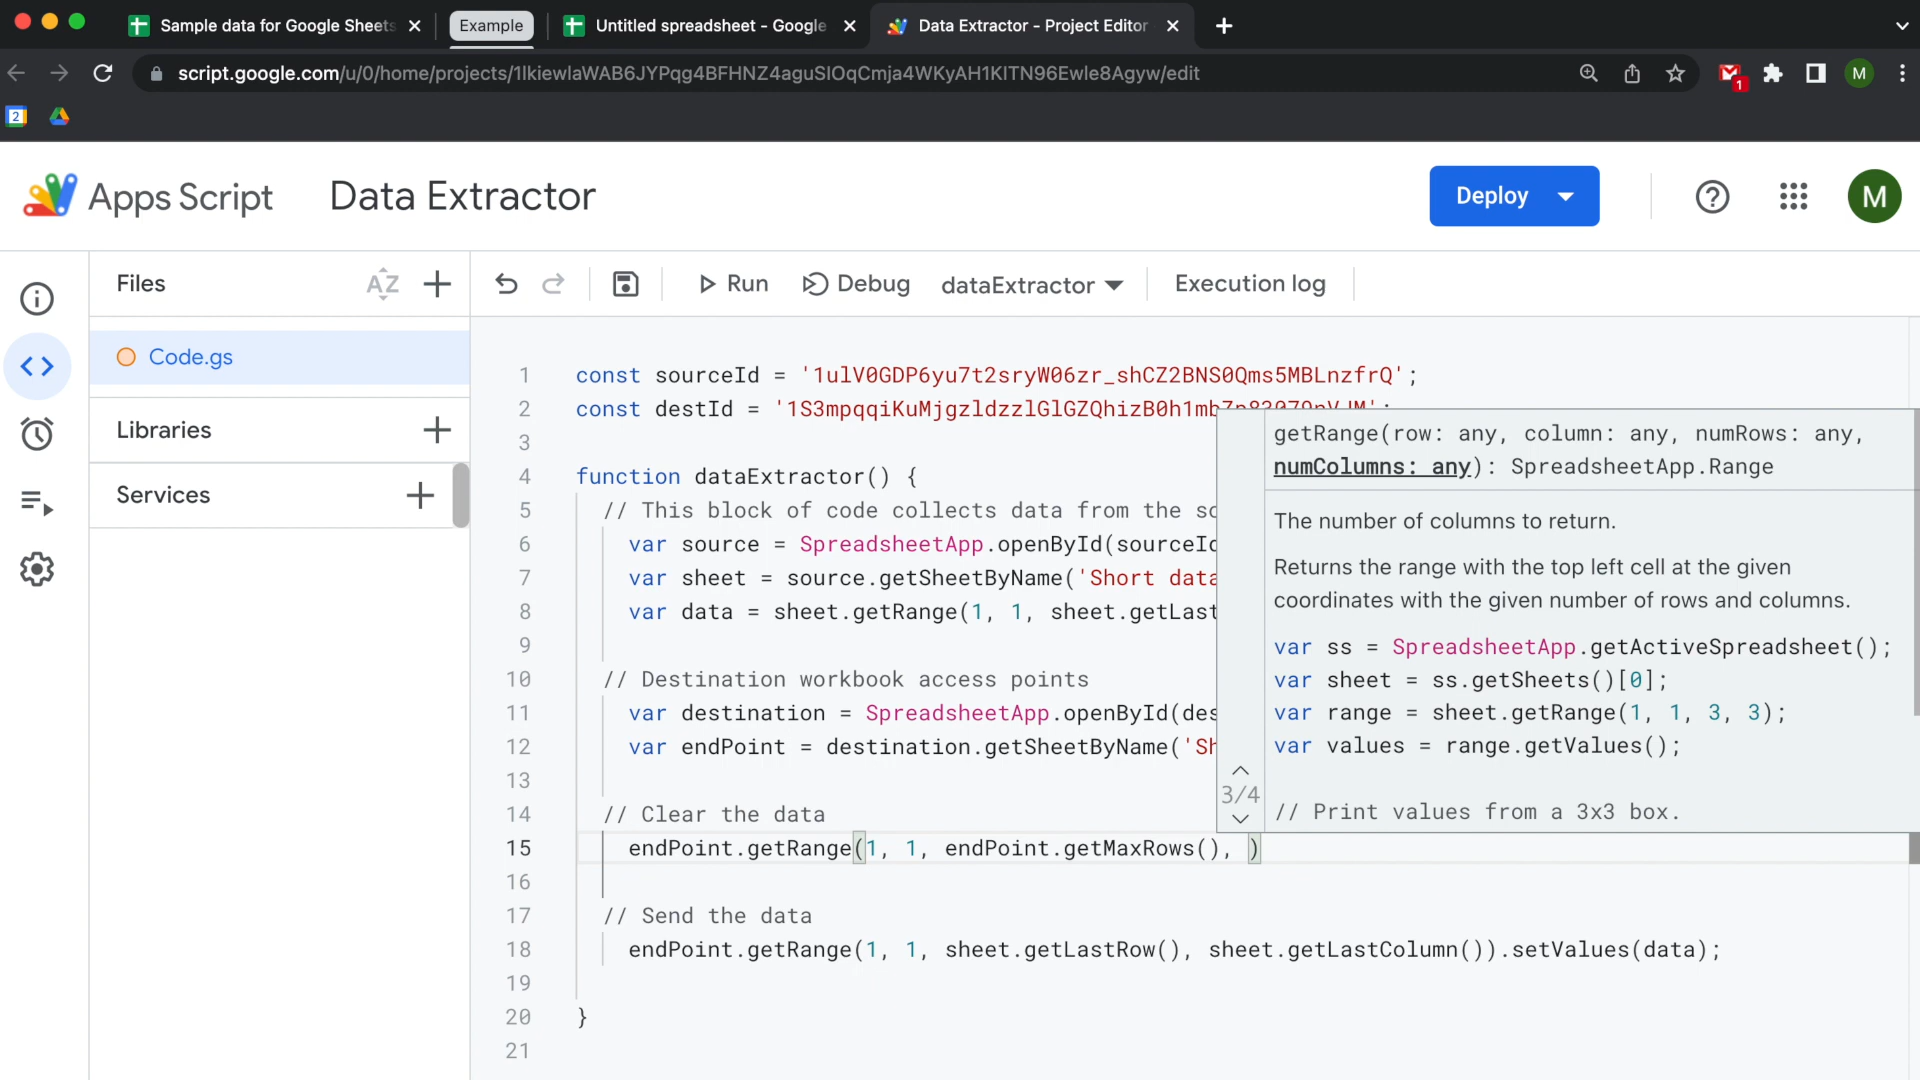 Sample data for Google Sheets
Example
Untitled spreadsheet - Google
Data Extractor - Project Editor
script.google.com/u/0/home/projects/1lkiewlaWAB6JYPqg4BFHNZ4aguSIOqCmja4WKyAH1KITN96Ewle8Agyw/edit
1
M
2
Apps Script
Data Extractor
Deploy
M
Files
AZ
Run
Debug
dataExtractor
Execution log
Code.gs
Libraries
Services
1 const sourceId = '1ulV0GDP6yu7t2sryW06zr_shCZ2BNS0Qms5MBLnzfrQ';
2 const destId =
3
4 function dataExtractor() {
5 // This block of code collects data from the
6 var source = SpreadsheetApp.openById(sourceId
7 var sheet = source.getSheetByName('Short data
8 var data = sheet.getRange(1, 1, sheet.getLast
9
10 // Destination workbook access points
11 var destination = SpreadsheetApp.openById(des
12 var endPoint = destination.getSheetByName('Sh
13
14 // Clear the data
15 endPoint.getRange(1, 1, endPoint.getMaxRows(), )
16
17 // Send the data
18 endPoint.getRange(1, 1, sheet.getLastRow(), sheet.getLastColumn()).setValues(data);
19
20 }
21
getRange(row: any, column: any, numRows: any,
numColumns: any): SpreadsheetApp.Range
The number of columns to return.
Returns the range with the top left cell at the given
coordinates with the given number of rows and columns.
var ss = SpreadsheetApp.getActiveSpreadsheet();
var sheet = ss.getSheets()[0];
var range = sheet.getRange(1, 1, 3, 3);
var values = range.getValues();
3/4
// Print values from a 3x3 box.